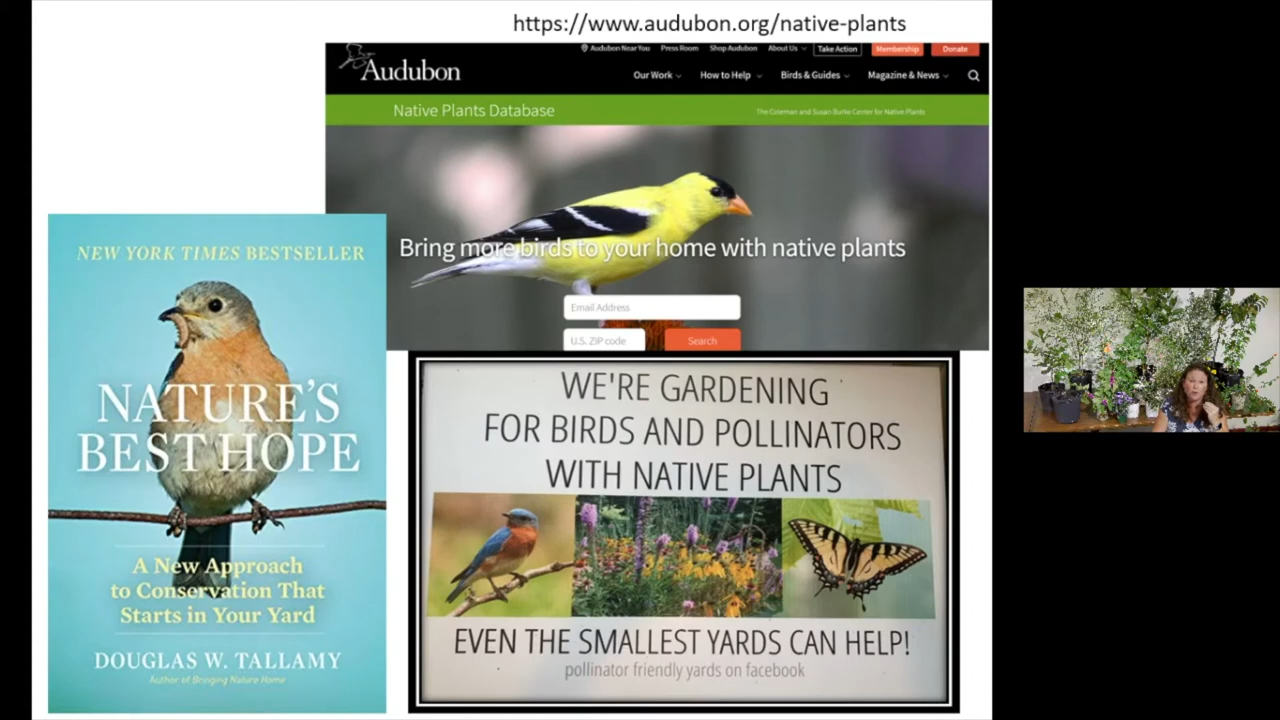 https://www.audubon.org/native-plants
Audubon Near You Press Room Shop Audubon About Us Take Action Membership Donate
Audubon
Our Work How to Help Birds & Guides Magazine & News
Native Plants Database
The Coleman and Susan Burke Center for Native Plants
Bring more birds to your home with native plants
Email Address
U.S. ZIP code Search
NEW YORK TIMES BESTSELLER
NATURE'S
BEST HOPE
A New Approach
to Conservation That
Starts in Your Yard
DOUGLAS W. TALLAMY
Author of Bringing Nature Home
WE'RE GARDENING
FOR BIRDS AND POLLINATORS
WITH NATIVE PLANTS
EVEN THE SMALLEST YARDS CAN HELP!
pollinator friendly yards on facebook